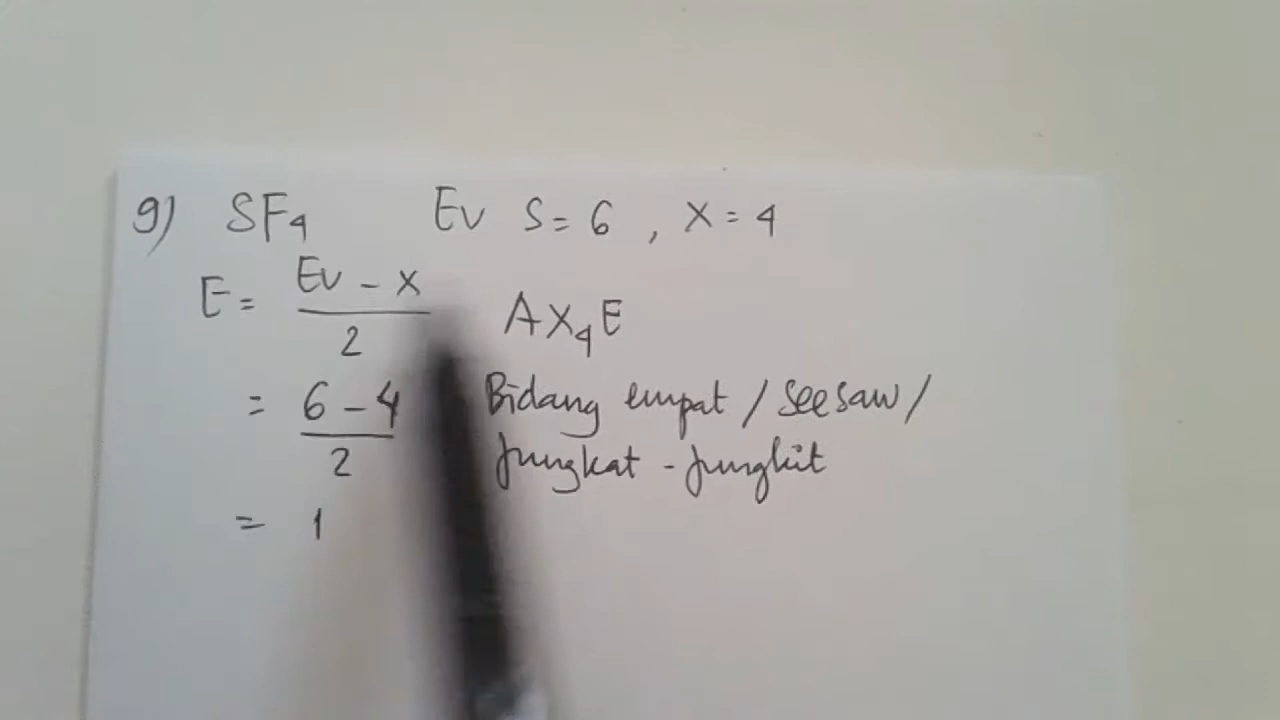 9) SF₄ Ev S = 6 , X = 4
E = (Ev - X)/2 AX₄E
= (6 - 4)/2 Bidang empat / seesaw /
Jungkat - Jungkit
= 1